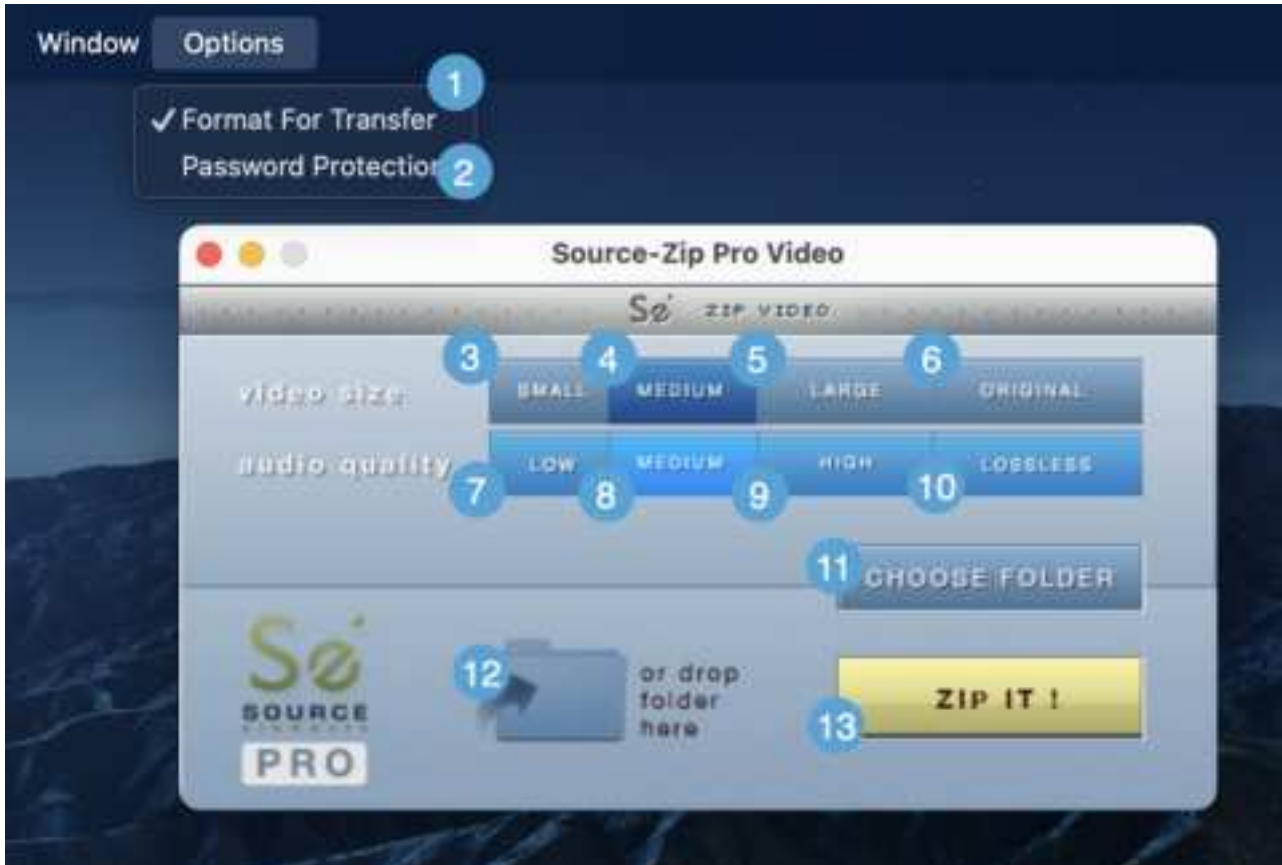 Window Options
1
✓ Format For Transfer
Password Protection 2
Source-Zip Pro Video
Sø ZIP VIDEO
3 4 5 6
video size SMALL MEDIUM LARGE ORIGINAL
audio quality LOW MEDIUM HIGH LOSSLESS
7 8 9 10
11 CHOOSE FOLDER
Sø
SOURCE
PRO
12 or drop
folder
here
ZIP IT !
13